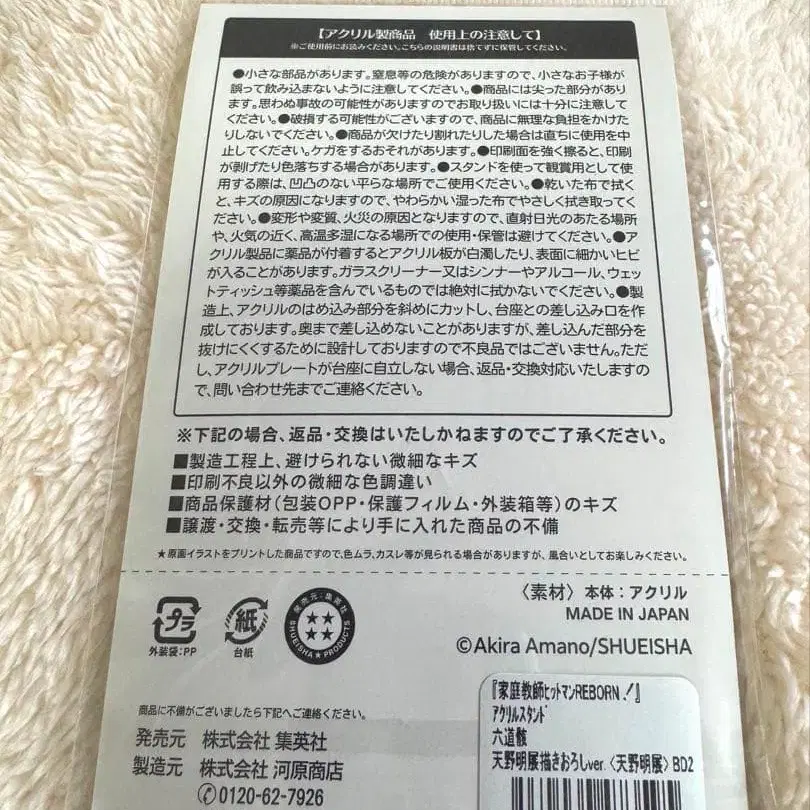 【アクリル製商品　使用上の注意して】
※ご使用前にお読みください。こちらの説明書は捨てずに保管してください。
●小さな部品があります。窒息等の危険がありますので、小さなお子様が
誤って飲み込まないように注意してください。●商品には尖った部分があり
ます。思わぬ事故の可能性がありますのでお取り扱いには十分に注意して
ください。●破損する可能性がございますので、商品に無理な負担をかけた
りしないでください。●商品が欠けたり割れたりした場合は直ちに使用を中
止してください。ケガをするおそれがあります。●印刷面を強く擦ると、印刷
が剥げたり色落ちする場合があります。●スタンドを使って観賞用として使
用する際は、凹凸のない平らな場所でご使用ください。●乾いた布で拭く
と、キズの原因になりますので、やわらかい湿った布でやさしく拭き取ってく
ださい。●変形や変質、火災の原因となりますので、直射日光のあたる場所
や、火気の近く、高温多湿になる場所での使用・保管は避けてください。●ア
クリル製品に薬品が付着するとアクリル板が白濁したり、表面に細かいヒビ
が入ることがあります。ガラスクリーナー又はシンナーやアルコール、ウェッ
トティッシュ等薬品を含んでいるものでは絶対に拭かないでください。●製
造上、アクリルのはめ込み部分を斜めにカットし、台座との差し込み口を作
成しております。奥まで差し込めないことがありますが、差し込んだ部分を
抜けにくくするために設計しておりますので不良品ではございません。ただ
し、アクリルプレートが台座に自立しない場合、返品・交換対応いたしますの
で、問い合わせ先までご連絡ください。
※下記の場合、返品・交換はいたしかねますのでご了承ください。
■製造工程上、避けられない微細なキズ
■印刷不良以外の微細な色調違い
■商品保護材（包装OPP・保護フィルム・外装箱等）のキズ
■譲渡・交換・転売等により手に入れた商品の不備
★原画イラストをプリントした商品ですので、色ムラ、カスレ等が見られる場合がありますが、風合いとしてお楽しみください。
〈素材〉本体：アクリル
MADE IN JAPAN
©Akira Amano/SHUEISHA
プラ
外装袋：PP
紙
台紙
発売元：集英社
SHUEISHA★PRODUCTS
商品に不備がございましたら下記へご連絡ください。
発売元　株式会社 集英社
製造元　株式会社 河原商店
0120-62-7926
『家庭教師ヒットマンREBORN！』
アクリルスタンド
六道骸
天野明展描きおろしver.〈天野明展〉BD2